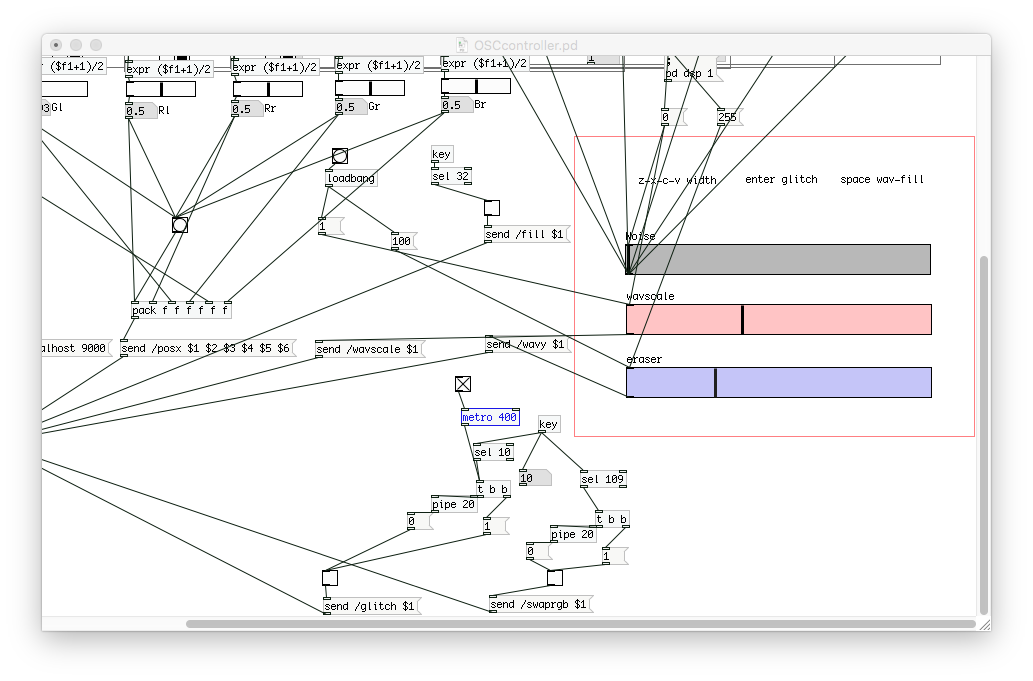 OSCcontroller.pd
expr ($f1+1)/2
expr ($f1+1)/2
expr ($f1+1)/2
expr ($f1+1)/2
expr ($f1+1)/2
pd dsp 1
Gl
0.5 Rl
0.5 Rr
0.5 Gr
0.5 Br
0
255
key
loadbang
sel 32
z-x-c-v width
enter glitch
space wav-fill
1
100
send /fill $1
Noise
wavscale
pack f f f f f f
alhost 9000
send /posx $1 $2 $3 $4 $5 $6
send /wavscale $1
send /wavy $1
eraser
metro 400
key
sel 10
10
sel 109
t b b
pipe 20
0
1
t b b
pipe 20
0
1
send /glitch $1
send /swaprgb $1